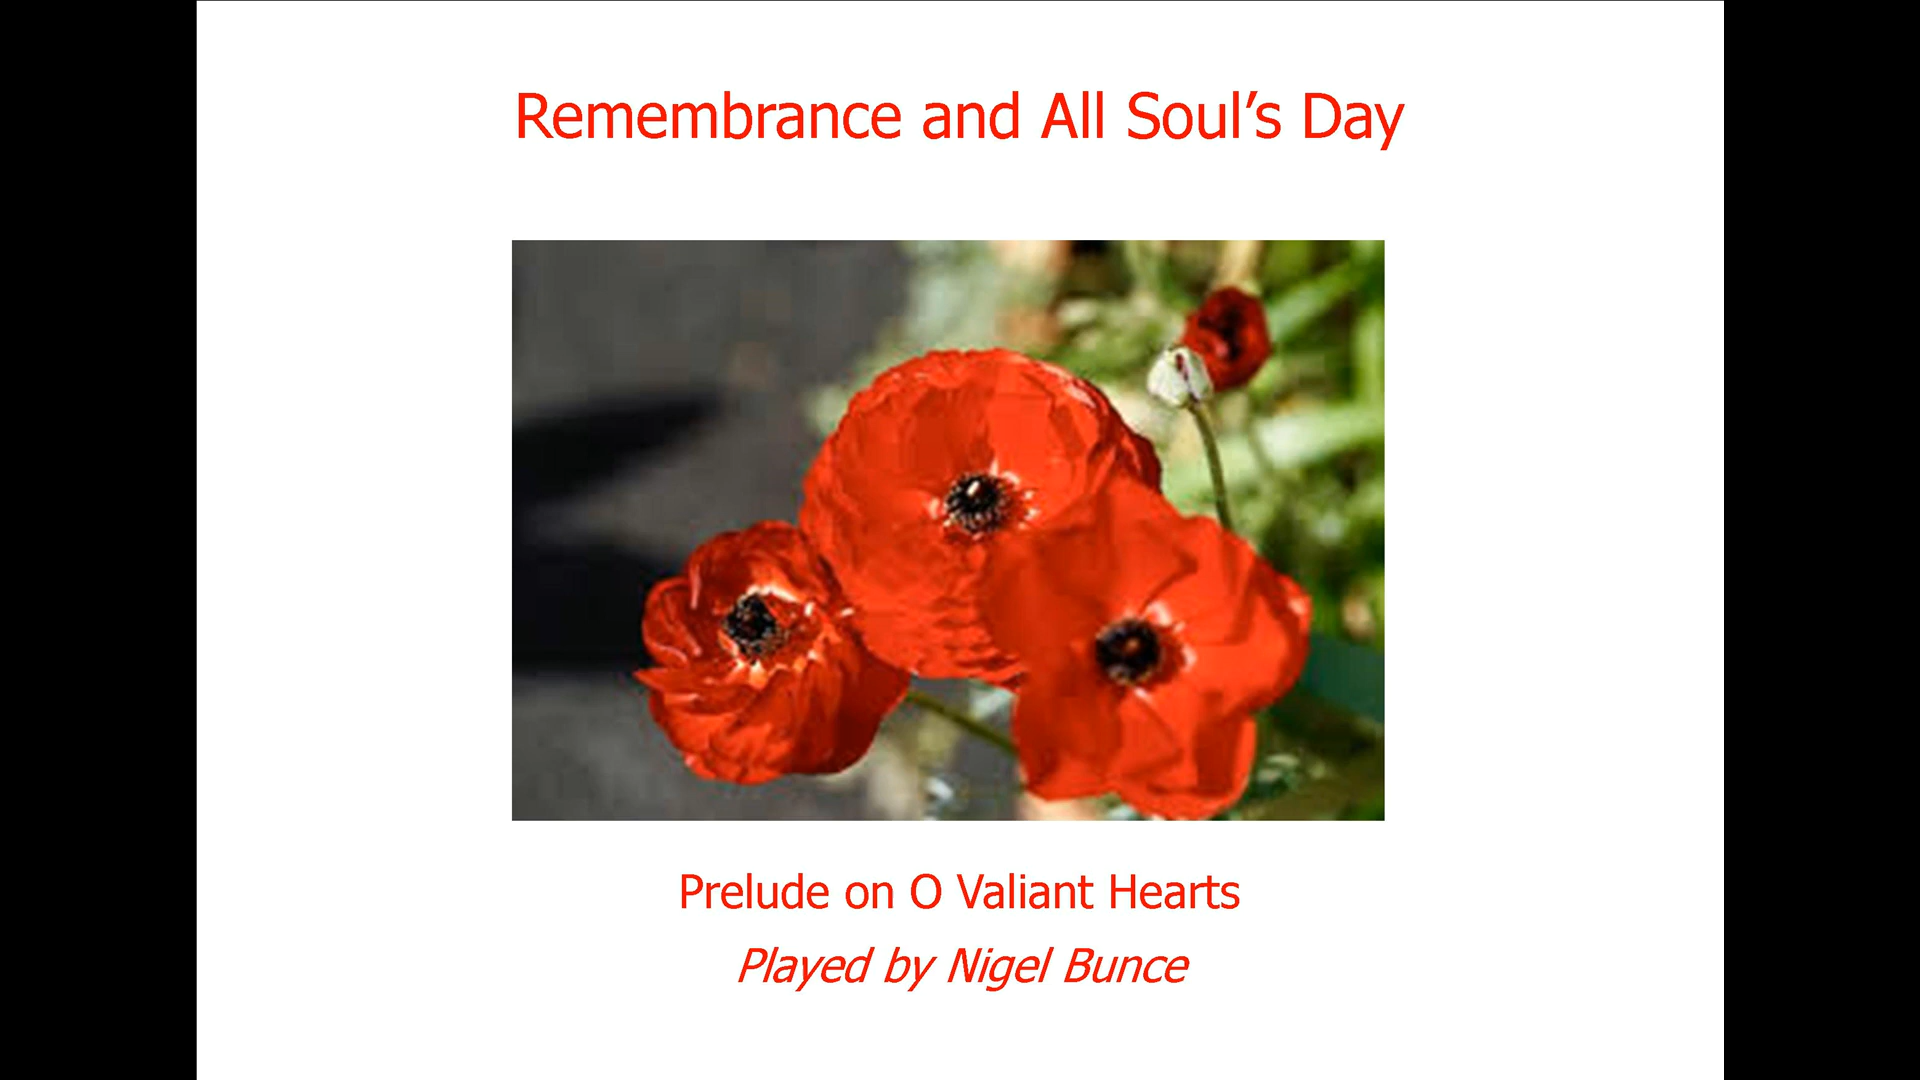 Remembrance and All Soul’s Day
Prelude on O Valiant Hearts
Played by Nigel Bunce